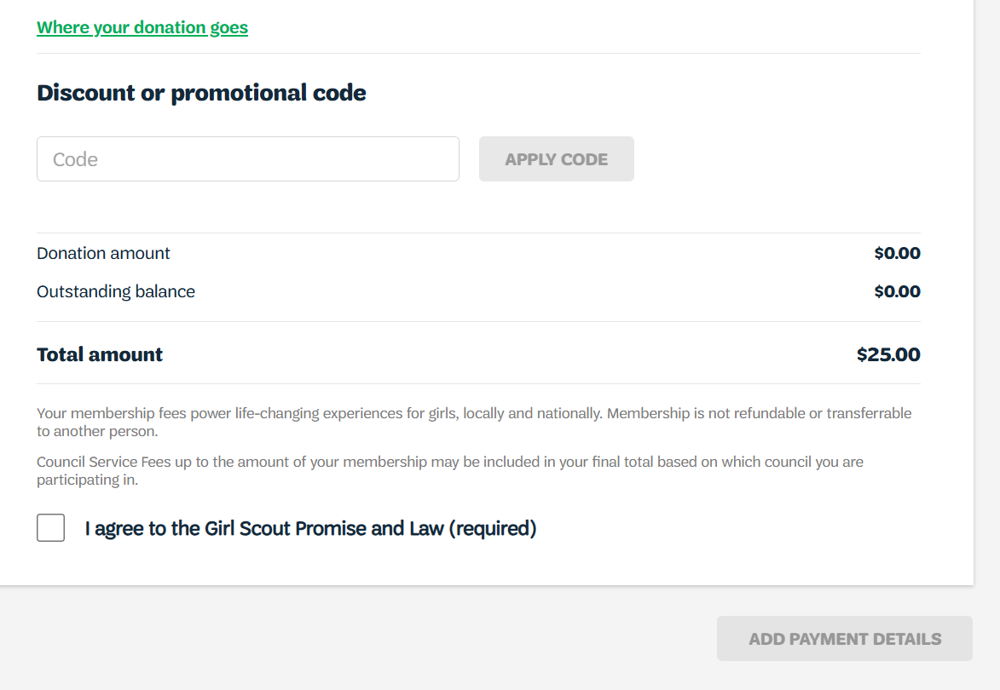 Where your donation goes
Discount or promotional code
Code
APPLY CODE
Donation amount
$0.00
Outstanding balance
$0.00
Total amount
$25.00
Your membership fees power life-changing experiences for girls, locally and nationally. Membership is not refundable or transferrable
to another person.
Council Service Fees up to the amount of your membership may be included in your final total based on which council you are
participating in.
I agree to the Girl Scout Promise and Law (required)
ADD PAYMENT DETAILS